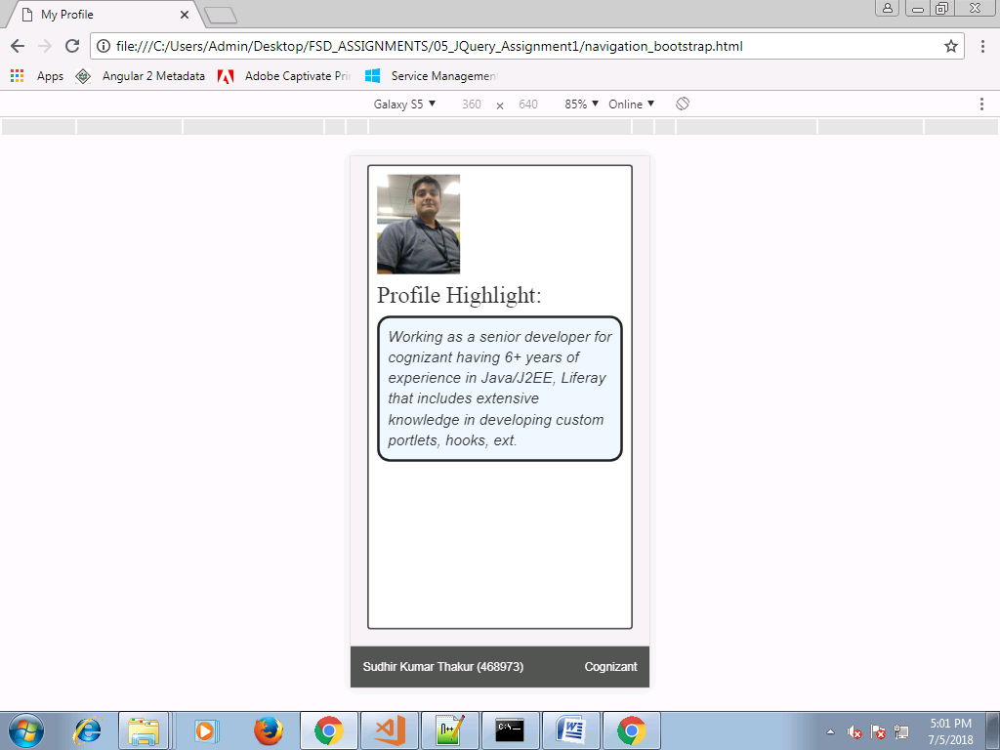 My Profile
file:///C:/Users/Admin/Desktop/FSD_ASSIGNMENTS/05_JQuery_Assignment1/navigation_bootstrap.html
Apps Angular 2 Metadata Adobe Captivate Pri Service Managemen
Galaxy S5 ▼ 360 × 640 85% ▼ Online ▼
Profile Highlight:
Working as a senior developer for
cognizant having 6+ years of
experience in Java/J2EE, Liferay
that includes extensive
knowledge in developing custom
portlets, hooks, ext.
Sudhir Kumar Thakur (468973) Cognizant
5:01 PM
7/5/2018